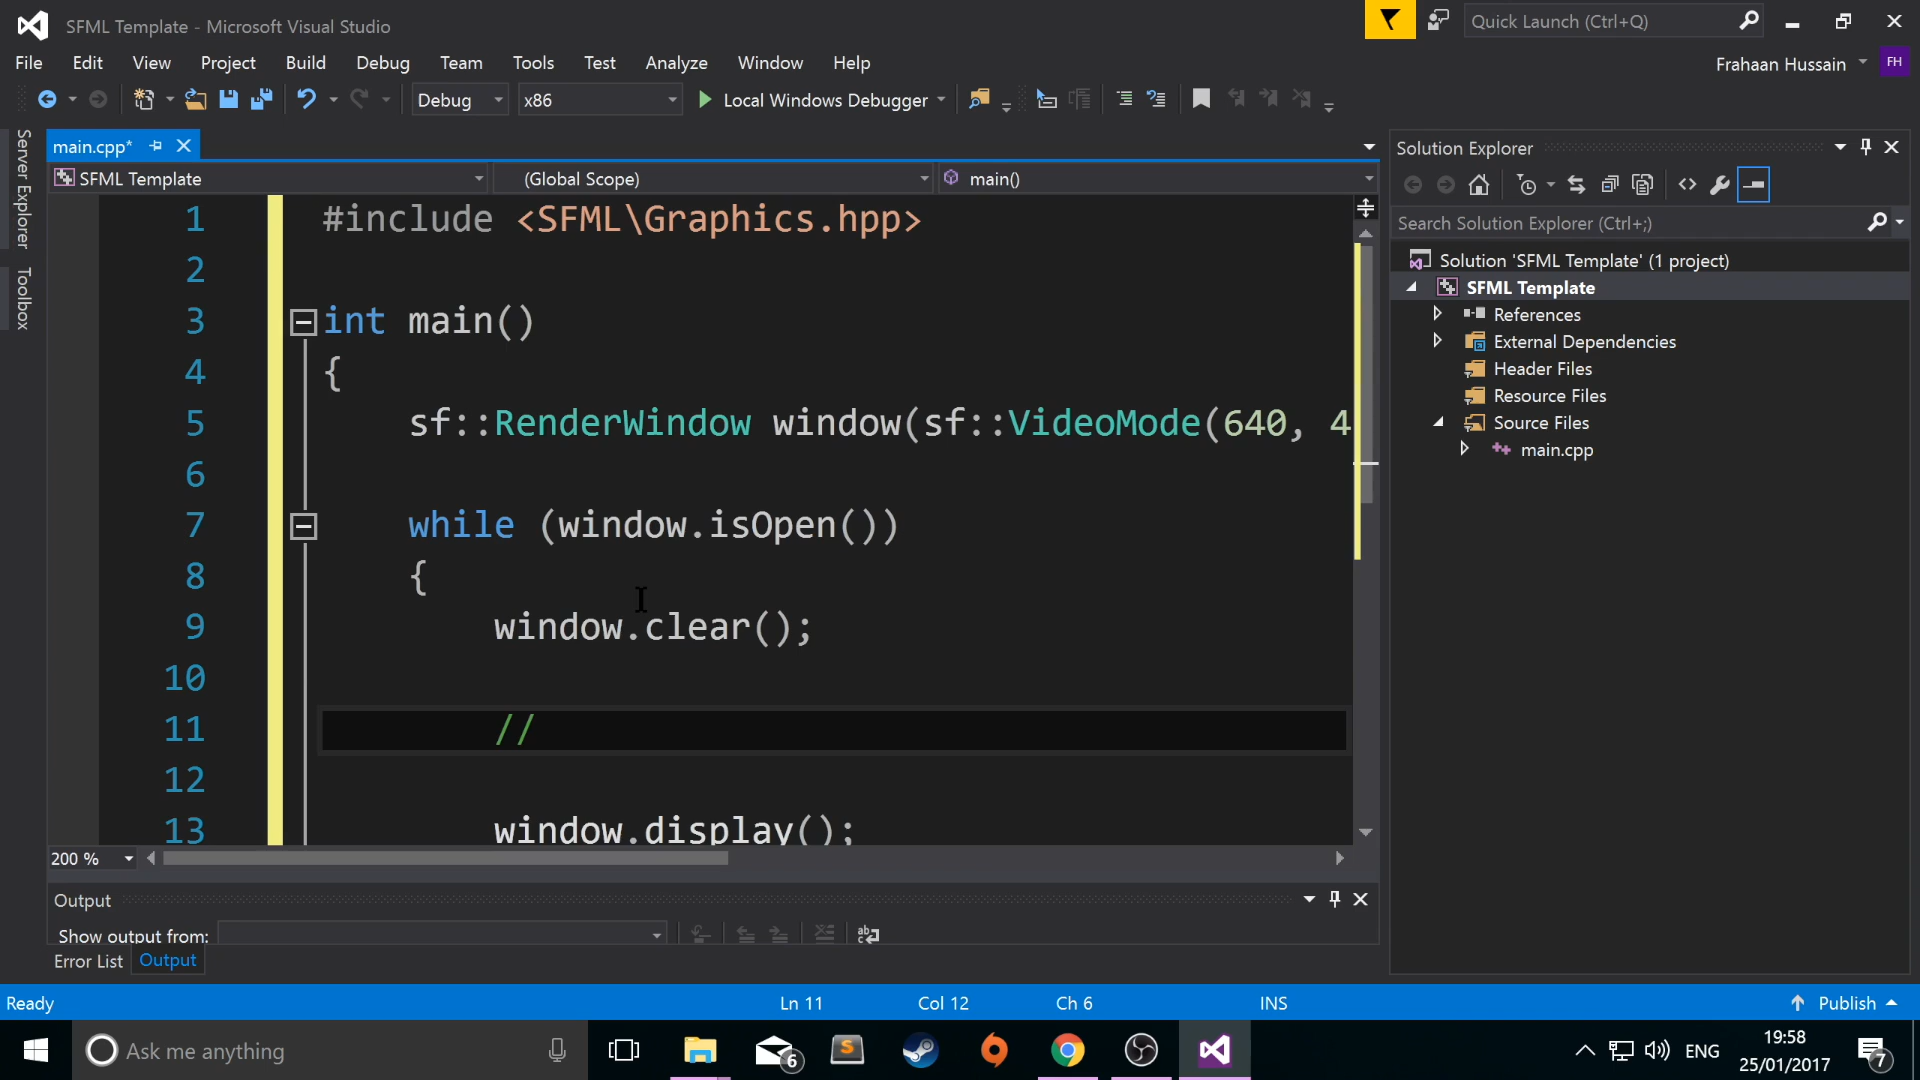 SFML Template - Microsoft Visual Studio
Quick Launch (Ctrl+Q)
File Edit View Project Build Debug Team Tools Test Analyze Window Help
Frahaan Hussain FH
Debug x86 Local Windows Debugger
Server Explorer
Toolbox
main.cpp*
SFML Template (Global Scope) main()
1 #include <SFML\Graphics.hpp>
2
3 int main()
4 {
5 sf::RenderWindow window(sf::VideoMode(640, 4
6
7 while (window.isOpen())
8 {
9 window.clear();
10
11 //
12
13 window.display();
200 %
Output
Show output from:
Error List Output
Solution Explorer
Search Solution Explorer (Ctrl+;)
Solution 'SFML Template' (1 project)
SFML Template
References
External Dependencies
Header Files
Resource Files
Source Files
main.cpp
Ready Ln 11 Col 12 Ch 6 INS Publish
Ask me anything
6
S
ENG
19:58
25/01/2017
7